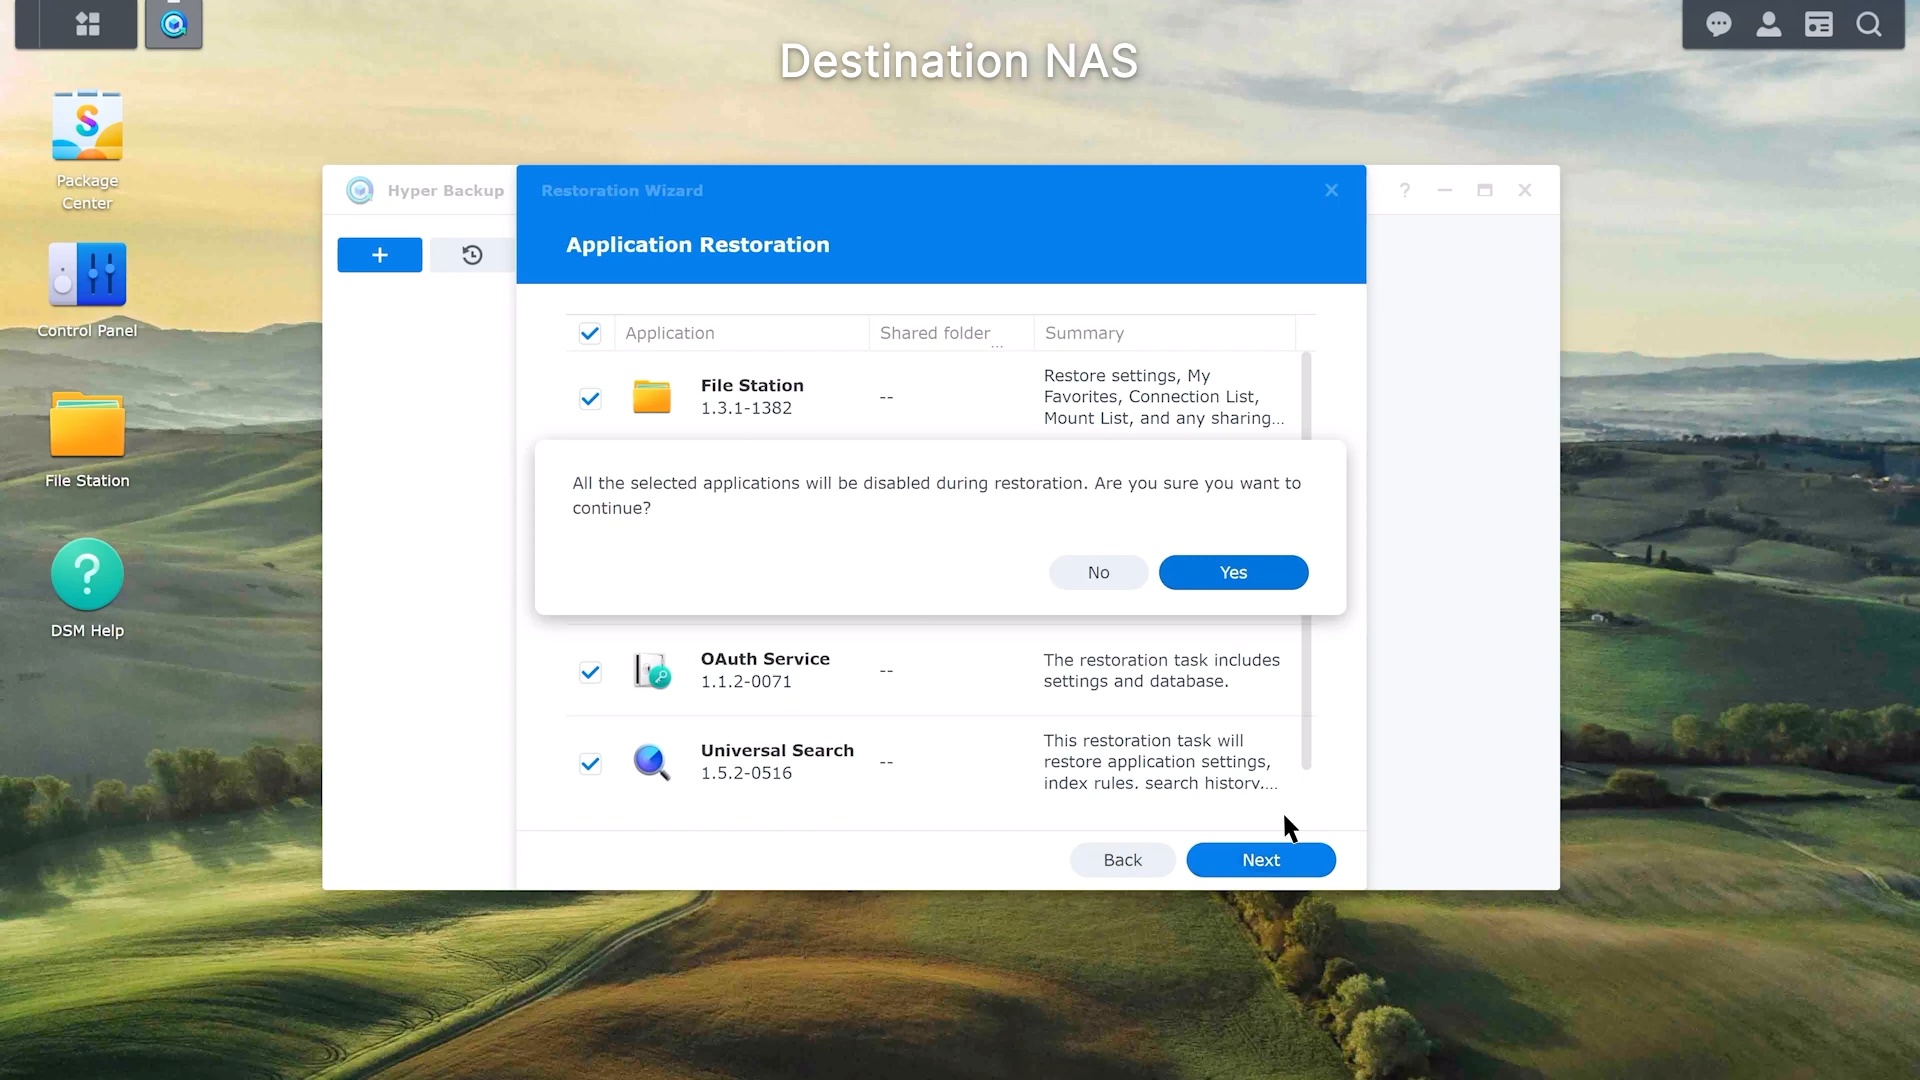 Destination NAS
Package
Center
Control Panel
File Station
DSM Help
Hyper Backup
Restoration Wizard
Application Restoration
Application
Shared folder
...
Summary
File Station
1.3.1-1382
--
Restore settings, My
Favorites, Connection List,
Mount List, and any sharing...
All the selected applications will be disabled during restoration. Are you sure you want to
continue?
No
Yes
OAuth Service
1.1.2-0071
--
The restoration task includes
settings and database.
Universal Search
1.5.2-0516
--
This restoration task will
restore application settings,
index rules, search history,...
Back
Next